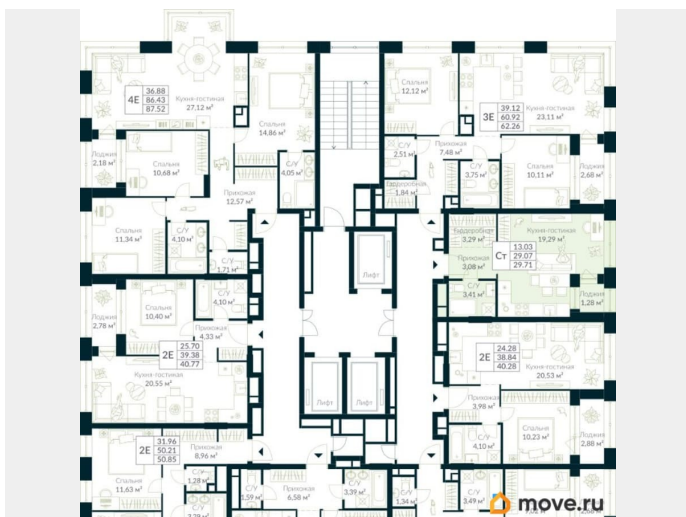 4Е
36.88
86.43
87.52
Кухня-гостиная
27,12 м²
Спальня
14.86 м²
Лоджия
2,18 м²
Спальня
10.68 м²
С/У
4.05 м²
Прихожая
12.57 м²
Спальня
11.34 м²
С/У
4,10 м²
С/У
1.71 м²
Спальня
12.12 м²
3Е
39.12
60.92
62.26
Кухня-гостиная
23,11 м²
С/У
2.51 м²
Прихожая
7.48 м²
Гардеробная
1.84 м²
С/У
3,75 м²
Спальня
10,11 м²
Лоджия
2,68 м²
Гардеробная
3,29 м²
Кухня-гостиная
19,29 м²
Ст
13.03
29.07
29.71
Прихожая
3,08 м²
С/У
3,41 м²
Лоджия
1,28 м²
Лифт
Лоджия
2,78 м²
Спальня
10,40 м²
С/У
4,10 м²
Прихожая
4.33 м²
2Е
25.70
39.38
40.77
Кухня-гостиная
20.55 м²
Лифт
Лифт
2Е
24.28
38.84
40.28
Кухня-гостиная
20,53 м²
Прихожая
3,98 м²
С/У
4,10 м²
Спальня
10,23 м²
Лоджия
2,88 м²
2Е
31.96
50.21
50.85
Прихожая
8,96 м²
Спальня
11,63 м²
С/У
1,28 м²
С/У
С/У
1,59 м²
Прихожая
6,58 м²
С/У
3,39 м²
С/У
1,34 м²
С/У
3,49 м²
Спальня
Лоджия
move.ru